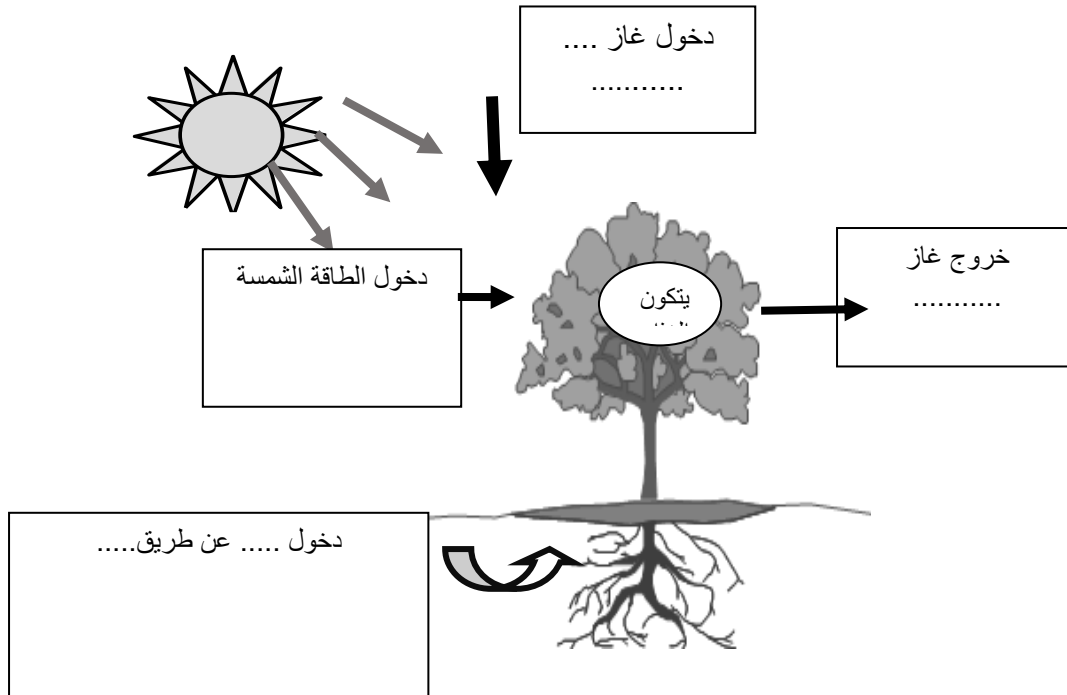 دخول غاز ....
...........
خروج غاز
...........
دخول الطاقة الشمسة
يتكون
دخول ..... عن طريق.....